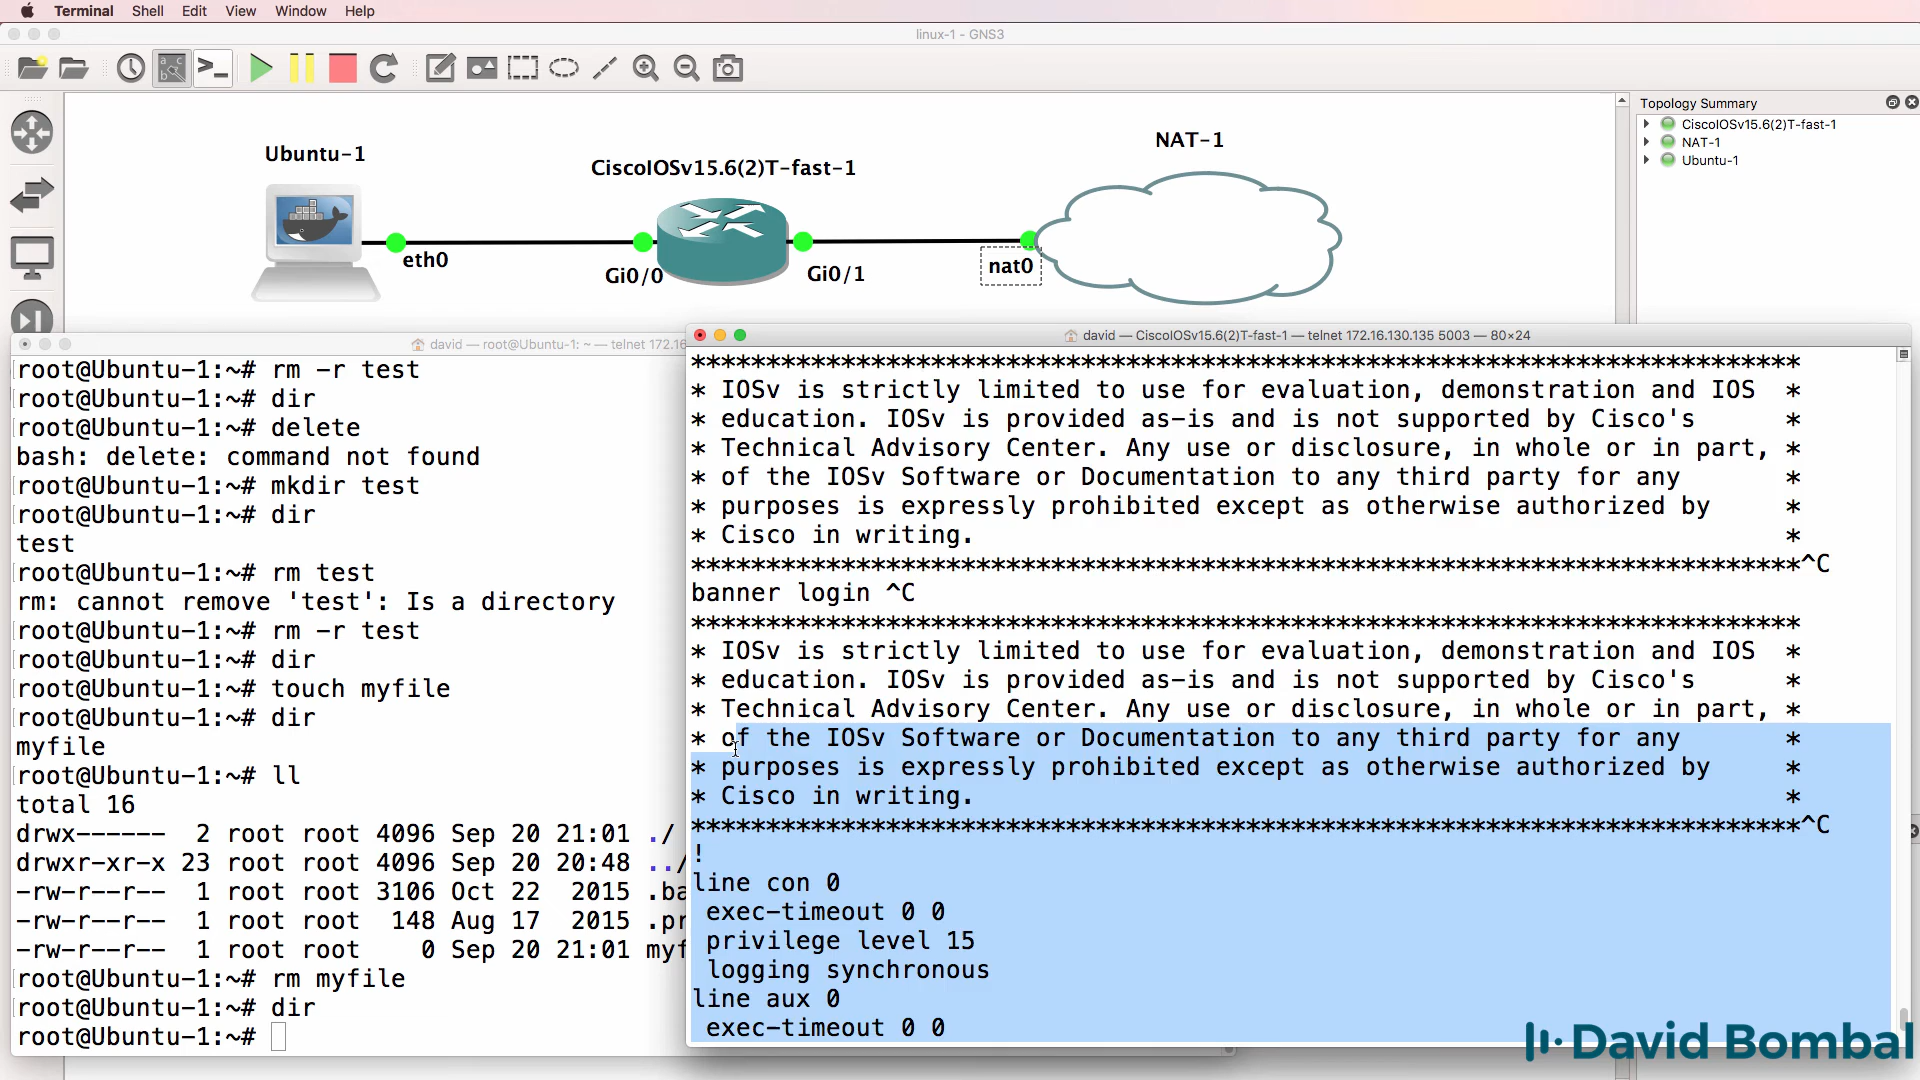 Terminal Shell Edit View Window Help
linux-1 - GNS3
Topology Summary
CiscoIOSv15.6(2)T-fast-1
NAT-1
Ubuntu-1
Ubuntu-1
CiscoIOSv15.6(2)T-fast-1
NAT-1
eth0
Gi0/0
Gi0/1
nat0
david — root@Ubuntu-1: ~ — telnet 172.16
root@Ubuntu-1:~# rm -r test
root@Ubuntu-1:~# dir
root@Ubuntu-1:~# delete
bash: delete: command not found
root@Ubuntu-1:~# mkdir test
root@Ubuntu-1:~# dir
test
root@Ubuntu-1:~# rm test
rm: cannot remove 'test': Is a directory
root@Ubuntu-1:~# rm -r test
root@Ubuntu-1:~# dir
root@Ubuntu-1:~# touch myfile
root@Ubuntu-1:~# dir
myfile
root@Ubuntu-1:~# ll
total 16
drwx------ 2 root root 4096 Sep 20 21:01 ./
drwxr-xr-x 23 root root 4096 Sep 20 20:48 ../
-rw-r--r-- 1 root root 3106 Oct 22 2015 .ba
-rw-r--r-- 1 root root 148 Aug 17 2015 .pr
-rw-r--r-- 1 root root 0 Sep 20 21:01 myf
root@Ubuntu-1:~# rm myfile
root@Ubuntu-1:~# dir
root@Ubuntu-1:~#
david — CiscoIOSv15.6(2)T-fast-1 — telnet 172.16.130.135 5003 — 80×24
**************************************************************************
* IOSv is strictly limited to use for evaluation, demonstration and IOS *
* education. IOSv is provided as-is and is not supported by Cisco's *
* Technical Advisory Center. Any use or disclosure, in whole or in part, *
* of the IOSv Software or Documentation to any third party for any *
* purposes is expressly prohibited except as otherwise authorized by *
* Cisco in writing. *
**************************************************************************^C
banner login ^C
**************************************************************************
* IOSv is strictly limited to use for evaluation, demonstration and IOS *
* education. IOSv is provided as-is and is not supported by Cisco's *
* Technical Advisory Center. Any use or disclosure, in whole or in part, *
* of the IOSv Software or Documentation to any third party for any *
* purposes is expressly prohibited except as otherwise authorized by *
* Cisco in writing. *
**************************************************************************^C
!
line con 0
exec-timeout 0 0
privilege level 15
logging synchronous
line aux 0
exec-timeout 0 0
David Bombal